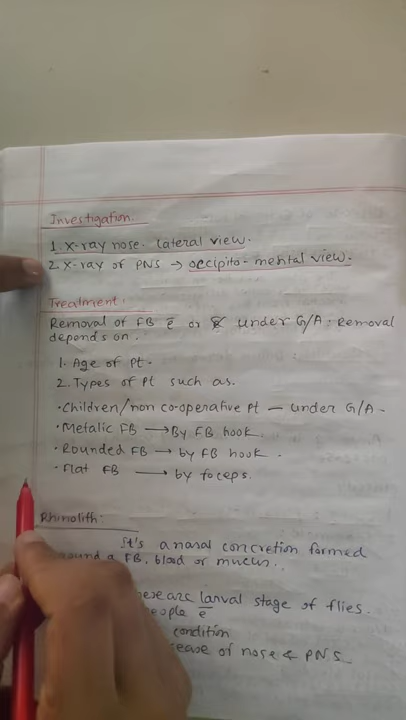 Investigation
1. X-ray nose. lateral view.
2. X-ray of PNS → occipito-mental view.
Treatment:
Removal of FB c̄ or s̄ under G/A. Removal
depends on.
1. Age of pt.
2. Types of pt such as.
• Children/non co-operative pt — under G/A.
• Metalic FB → By FB hook.
• Rounded FB → by FB hook.
• Flat FB → by foceps.
Rhinolith:
It's a nasal concretion formed
a FB, blood or mucus.
are larval stage of flies.
people c̄
condition
of nose & PNS